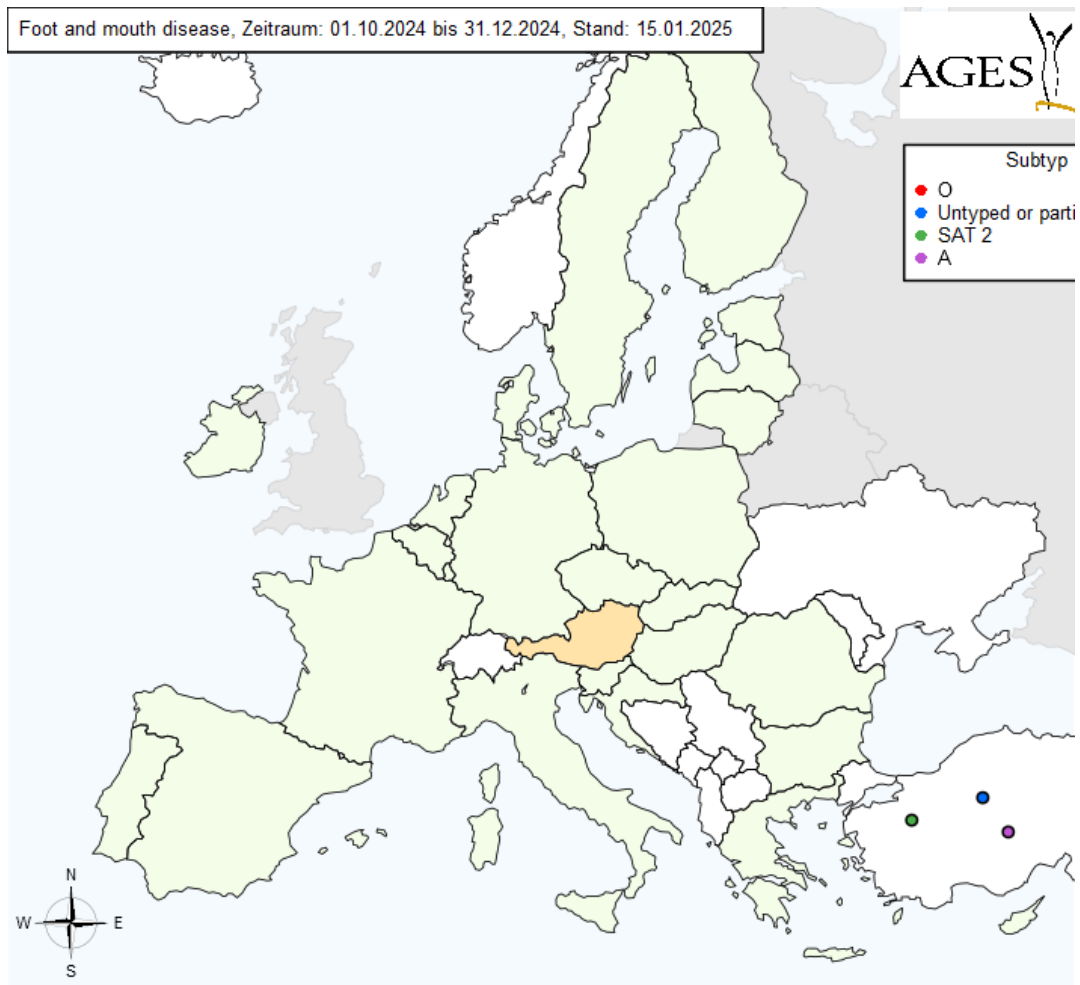 Foot and mouth disease, Zeitraum: 01.10.2024 bis 31.12.2024, Stand: 15.01.2025
AGES
Subtyp
O
Untyped or parti
SAT 2
A
N
W E
S